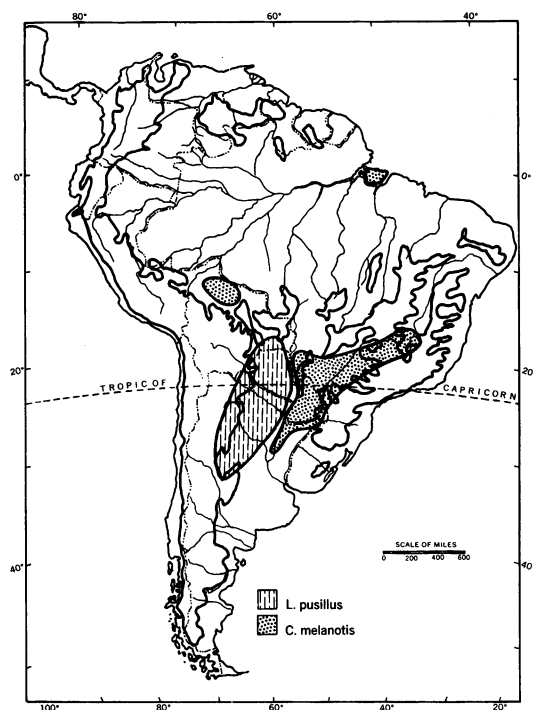 80° 60° 40°
0° 0°
20° 20°
TROPIC OF CAPRICORN
SCALE OF MILES
0 200 400 600
40° 40
L. pusillus
C. melanotis
100° 80° 60° 40° 20°